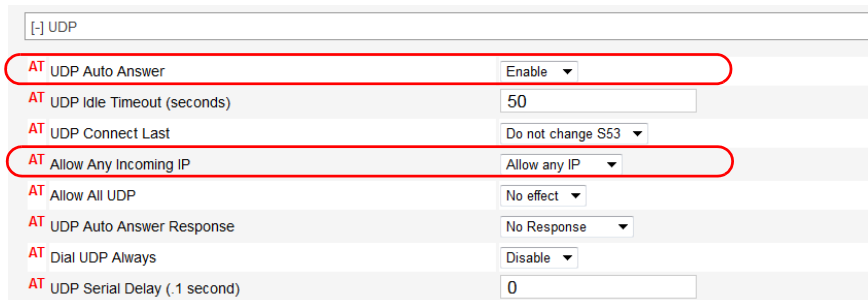 [-] UDP
AT UDP Auto Answer Enable
AT UDP Idle Timeout (seconds) 50
AT UDP Connect Last Do not change S53
AT Allow Any Incoming IP Allow any IP
AT Allow All UDP No effect
AT UDP Auto Answer Response No Response
AT Dial UDP Always Disable
AT UDP Serial Delay (.1 second) 0